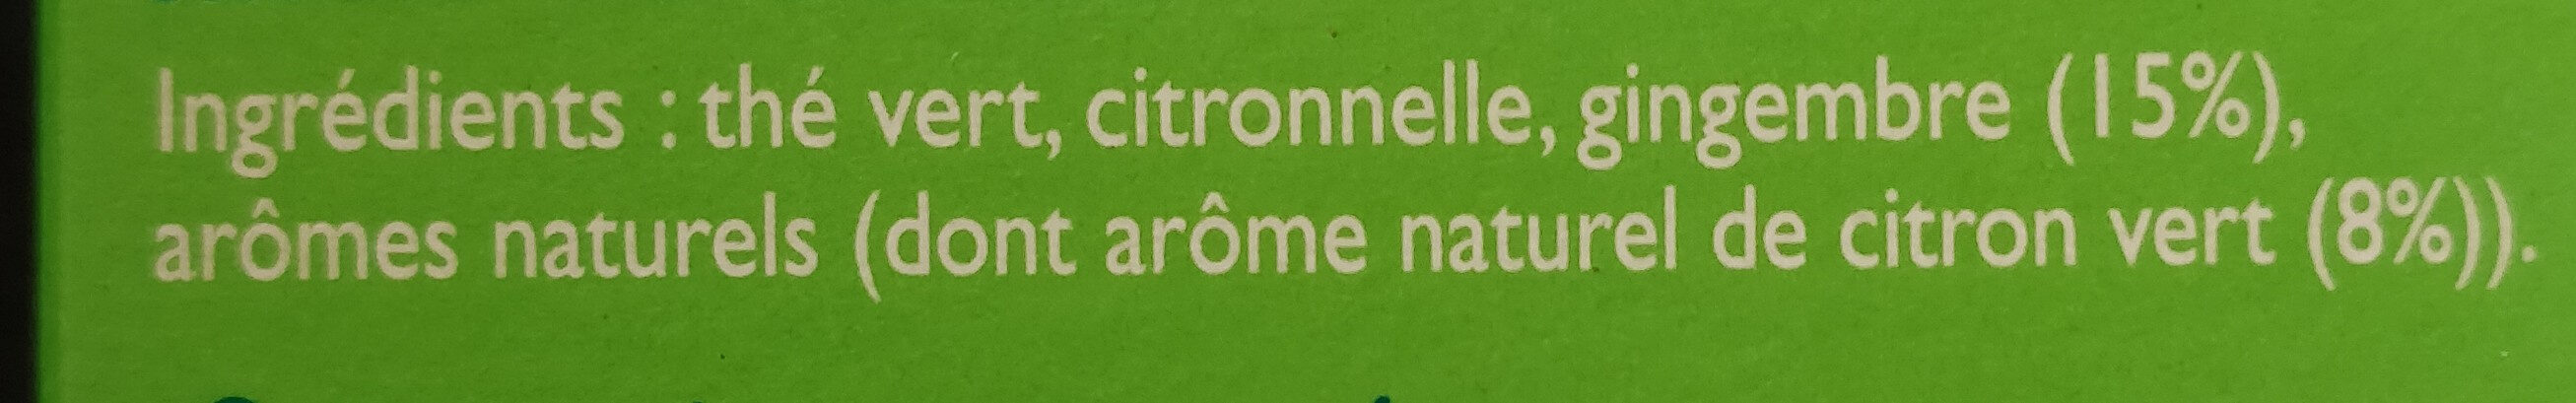 Ingrédients : thé vert, citronnelle, gingembre (15%),
arômes naturels (dont arôme naturel de citron vert (8%)).